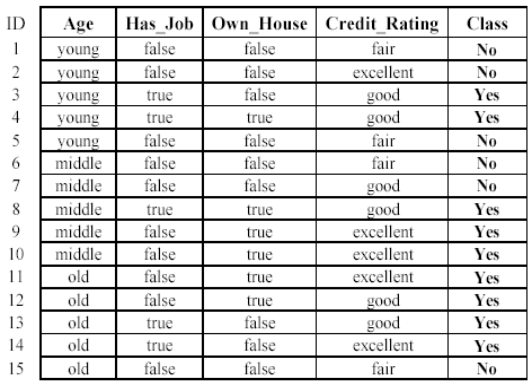 ID Age Has_Job Own_House Credit_Rating Class
1 young false false fair No
2 young false false excellent No
3 young true false good Yes
4 young true true good Yes
5 young false false fair No
6 middle false false fair No
7 middle false false good No
8 middle true true good Yes
9 middle false true excellent Yes
10 middle false true excellent Yes
11 old false true excellent Yes
12 old false true good Yes
13 old true false good Yes
14 old true false excellent Yes
15 old false false fair No